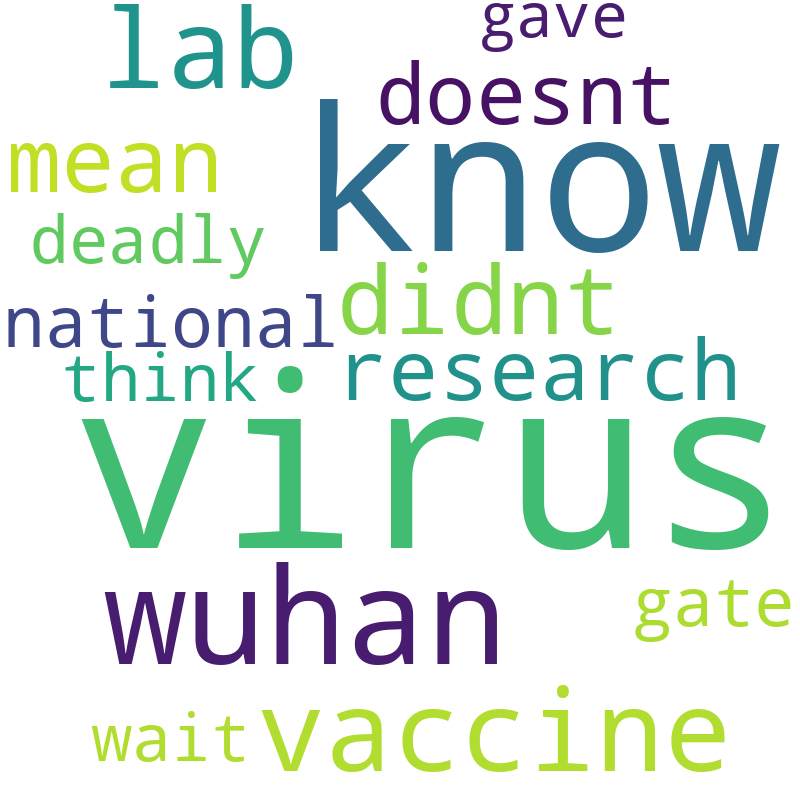 gave
lab
doesnt
know
mean
deadly
didnt
national
research
think
virus
wuhan
gate
vaccine
wait